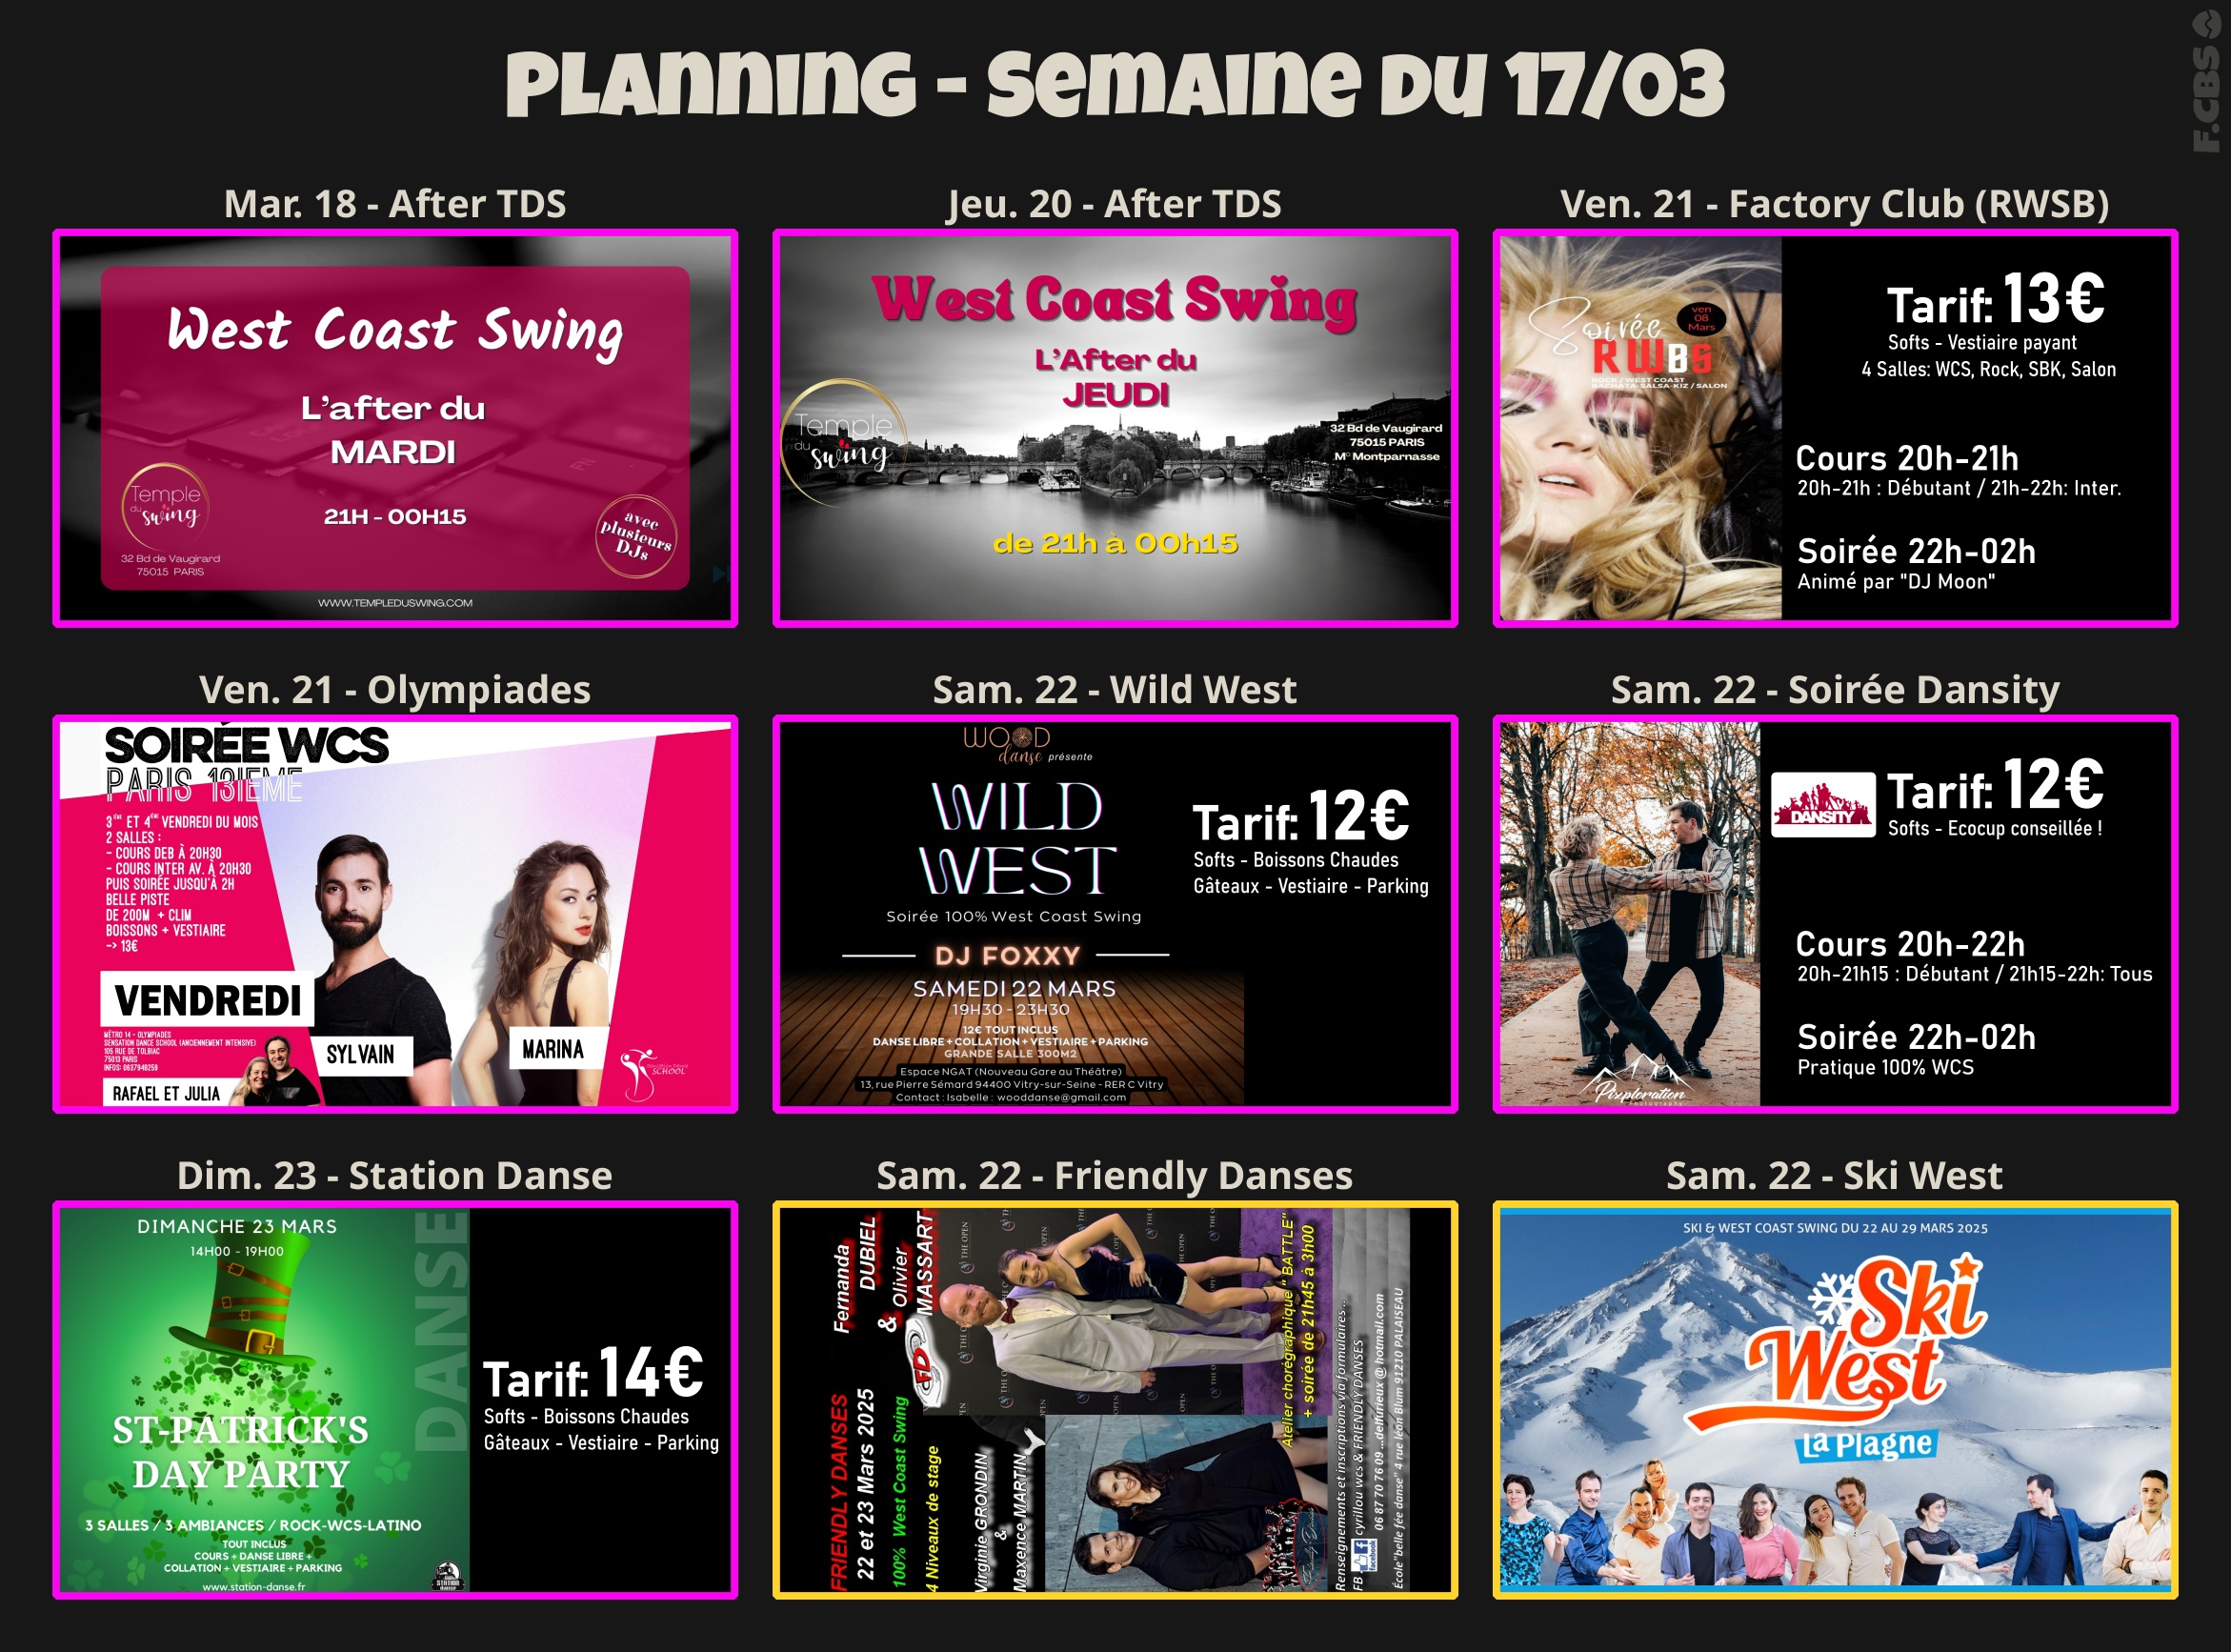 PLANNING - SEMAINE DU 17/03
F.CBS
Mar. 18 - After TDS
West Coast Swing
L'after du
MARDI
21H - 00H15
Temple
du
swing
32 Bd de Vaugirard
75015 PARIS
avec
plusieurs
DJs
WWW.TEMPLEDUSWING.COM
Jeu. 20 - After TDS
West Coast Swing
L'After du
JEUDI
Temple
du
swing
32 Bd de Vaugirard
75015 PARIS
M° Montparnasse
de 21h à 00h15
Ven. 21 - Factory Club (RWSB)
Soirée
ven
08
Mars
RWBS
ROCK / WEST COAST
BACHATA-SALSA-KIZ / SALON
Tarif: 13€
Softs - Vestiaire payant
4 Salles: WCS, Rock, SBK, Salon
Cours 20h-21h
20h-21h : Débutant / 21h-22h: Inter.
Soirée 22h-02h
Animé par "DJ Moon"
Ven. 21 - Olympiades
SOIRÉE WCS
PARIS 13IEME
3ième ET 4ième VENDREDI DU MOIS
2 SALLES :
- COURS DEB À 20H30
- COURS INTER AV. À 20H30
PUIS SOIRÉE JUSQU'À 2H
BELLE PISTE
DE 200M + CLIM
BOISSONS + VESTIAIRE
-> 13€
VENDREDI
MÉTRO 14 - OLYMPIADES
SENSATION DANCE SCHOOL (ANCIENNEMENT INTENSIVE)
105 RUE DE TOLBIAC
75013 PARIS
INFOS: 0637946259
RAFAEL ET JULIA
SYLVAIN
MARINA
SCHOOL
Sam. 22 - Wild West
WOOD
danse présente
WILD
WEST
Soirée 100% West Coast Swing
DJ FOXXY
SAMEDI 22 MARS
19H30 - 23H30
12€ TOUT INCLUS
DANSE LIBRE + COLLATION + VESTIAIRE + PARKING
GRANDE SALLE 300M2
Espace NGAT (Nouveau Gare au Théâtre)
13, rue Pierre Sémard 94400 Vitry-sur-Seine - RER C Vitry
Contact : Isabelle : wooddanse@gmail.com
Tarif: 12€
Softs - Boissons Chaudes
Gâteaux - Vestiaire - Parking
Sam. 22 - Soirée Dansity
Pixploration
Photographie
DANSITY
Tarif: 12€
Softs - Ecocup conseillée !
Cours 20h-22h
20h-21h15 : Débutant / 21h15-22h: Tous
Soirée 22h-02h
Pratique 100% WCS
Dim. 23 - Station Danse
DIMANCHE 23 MARS
14H00 - 19H00
DANSE
ST-PATRICK'S
DAY PARTY
3 SALLES / 3 AMBIANCES / ROCK-WCS-LATINO
TOUT INCLUS
COURS + DANSE LIBRE +
COLLATION + VESTIAIRE + PARKING
www.station-danse.fr
STATION
danse
Tarif: 14€
Softs - Boissons Chaudes
Gâteaux - Vestiaire - Parking
Sam. 22 - Friendly Danses
FRIENDLY DANSES
22 et 23 Mars 2025
100% West Coast Swing
4 Niveaux de stage
Fernanda
DUBIEL
& Olivier
MASSART
FD
Virginie GRONDIN
&
Maxence MARTIN
THE OPEN
Atelier chorégraphique "BATTLE"
+ soirée de 21h45 à 3h00
Friendly Danses
Renseignements et inscriptions via formulaires...
FB facebook cyrillou wcs & FRIENDLY DANSES
06 87 70 76 09 ...delfurieux@hotmail.com
École"belle fée danse" 4 rue léon Blum 91210 PALAISEAU
Sam. 22 - Ski West
SKI & WEST COAST SWING DU 22 AU 29 MARS 2025
Ski
West
La Plagne